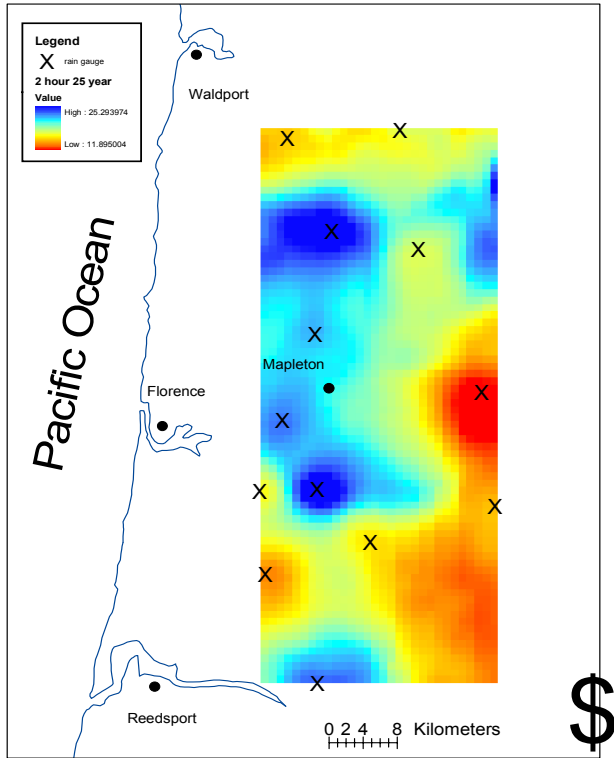 Legend
X rain gauge
2 hour 25 year
Value
High : 25.293974
Low : 11.895004
Waldport
X
X
X
X
Pacific Ocean
X
Mapleton
Florence
X
X
X
X
X
X
X
X
Reedsport
0 2 4 8 Kilometers
$